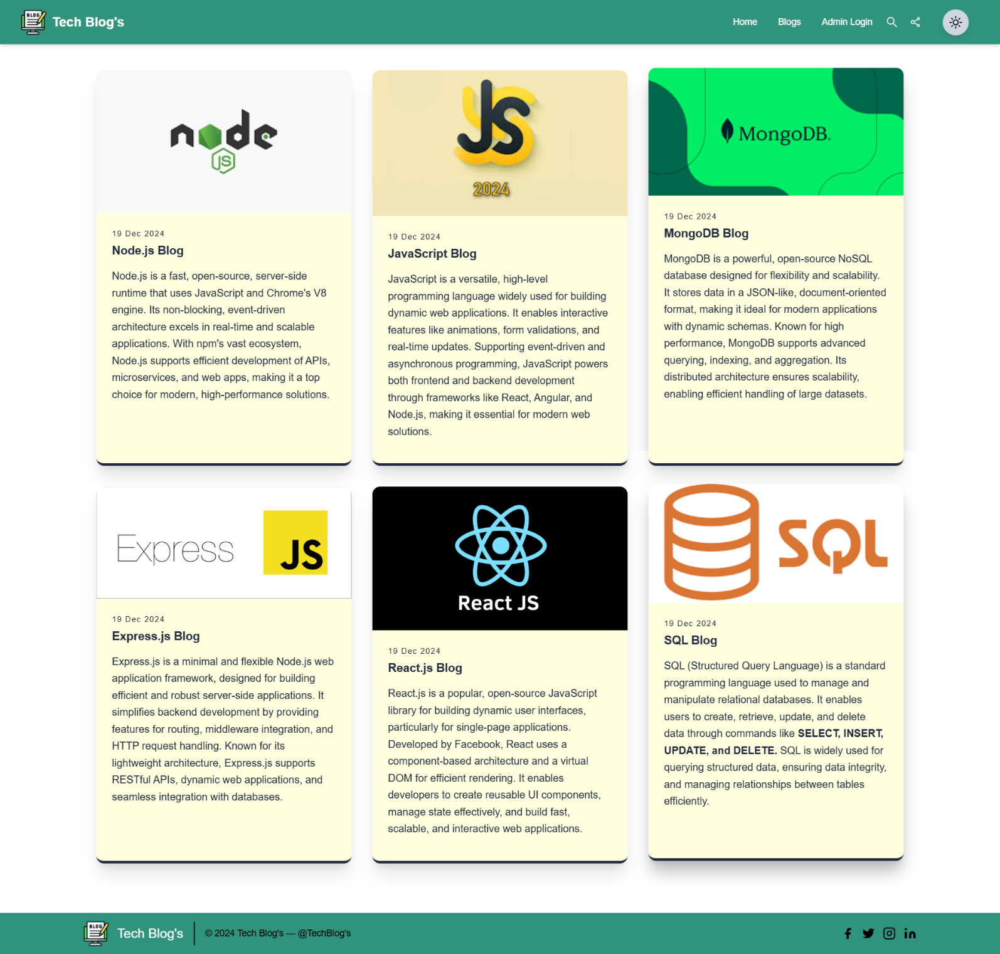 BLOG
Tech Blog's
Home
Blogs
Admin Login
node
JS
19 Dec 2024
Node.js Blog
Node.js is a fast, open-source, server-side
runtime that uses JavaScript and Chrome's V8
engine. Its non-blocking, event-driven
architecture excels in real-time and scalable
applications. With npm's vast ecosystem,
Node.js supports efficient development of APIs,
microservices, and web apps, making it a top
choice for modern, high-performance solutions.
JS
2024
19 Dec 2024
JavaScript Blog
JavaScript is a versatile, high-level
programming language widely used for building
dynamic web applications. It enables interactive
features like animations, form validations, and
real-time updates. Supporting event-driven and
asynchronous programming, JavaScript powers
both frontend and backend development
through frameworks like React, Angular, and
Node.js, making it essential for modern web
solutions.
MongoDB.
19 Dec 2024
MongoDB Blog
MongoDB is a powerful, open-source NoSQL
database designed for flexibility and scalability.
It stores data in a JSON-like, document-oriented
format, making it ideal for modern applications
with dynamic schemas. Known for high
performance, MongoDB supports advanced
querying, indexing, and aggregation. Its
distributed architecture ensures scalability,
enabling efficient handling of large datasets.
Express
JS
19 Dec 2024
Express.js Blog
Express.js is a minimal and flexible Node.js web
application framework, designed for building
efficient and robust server-side applications. It
simplifies backend development by providing
features for routing, middleware integration, and
HTTP request handling. Known for its
lightweight architecture, Express.js supports
RESTful APIs, dynamic web applications, and
seamless integration with databases.
React JS
19 Dec 2024
React.js Blog
React.js is a popular, open-source JavaScript
library for building dynamic user interfaces,
particularly for single-page applications.
Developed by Facebook, React uses a
component-based architecture and a virtual
DOM for efficient rendering. It enables
developers to create reusable UI components,
manage state effectively, and build fast,
scalable, and interactive web applications.
SQL
19 Dec 2024
SQL Blog
SQL (Structured Query Language) is a standard
programming language used to manage and
manipulate relational databases. It enables
users to create, retrieve, update, and delete
data through commands like SELECT, INSERT,
UPDATE, and DELETE. SQL is widely used for
querying structured data, ensuring data integrity,
and managing relationships between tables
efficiently.
BLOG
Tech Blog's
© 2024 Tech Blog's — @TechBlog's